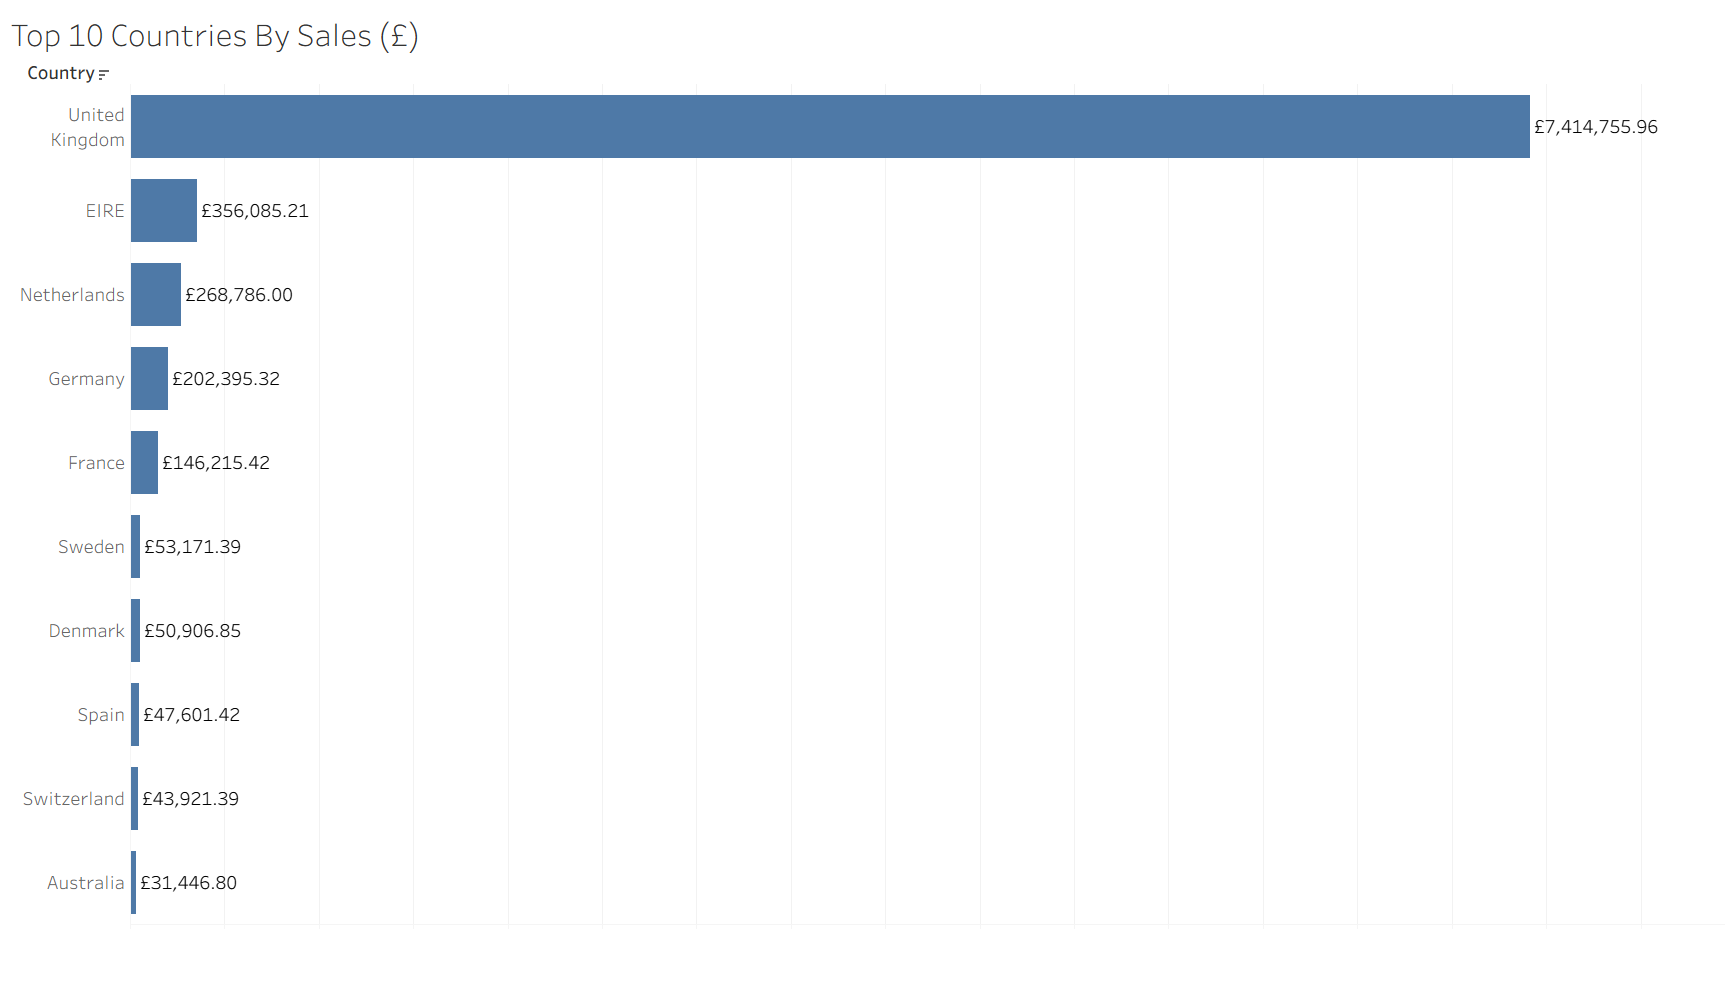 Top 10 Countries By Sales (£)
Country
United
Kingdom
£7,414,755.96
EIRE
£356,085.21
Netherlands
£268,786.00
Germany
£202,395.32
France
£146,215.42
Sweden
£53,171.39
Denmark
£50,906.85
Spain
£47,601.42
Switzerland
£43,921.39
Australia
£31,446.80